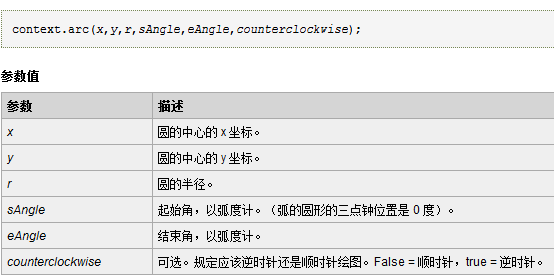 context.arc(x,y,r,sAngle,eAngle,counterclockwise);
参数值
参数 描述
x 圆的中心的 x 坐标。
y 圆的中心的 y 坐标。
r 圆的半径。
sAngle 起始角，以弧度计。（弧的圆形的三点钟位置是 0 度）。
eAngle 结束角，以弧度计。
counterclockwise 可选。规定应该逆时针还是顺时针绘图。False = 顺时针，true = 逆时针。